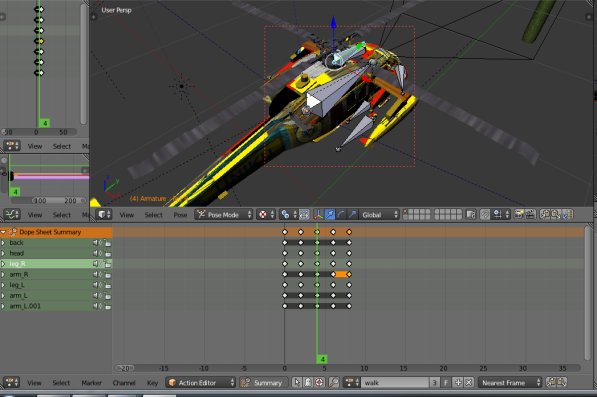 User Persp
(4) Armature
50
0
50
4
View Select Ma
4
100 200
View Select Ma
View Select Pose Pose Mode Global
Dope Sheet Summary
back
head
leg_R
arm_R
leg_L
arm_L
arm_L.001
-20 -15 -10 -5 0 5 10 15 20 25 30 35
4
View Select Marker Channel Key Action Editor Summary walk 3 F Nearest Frame